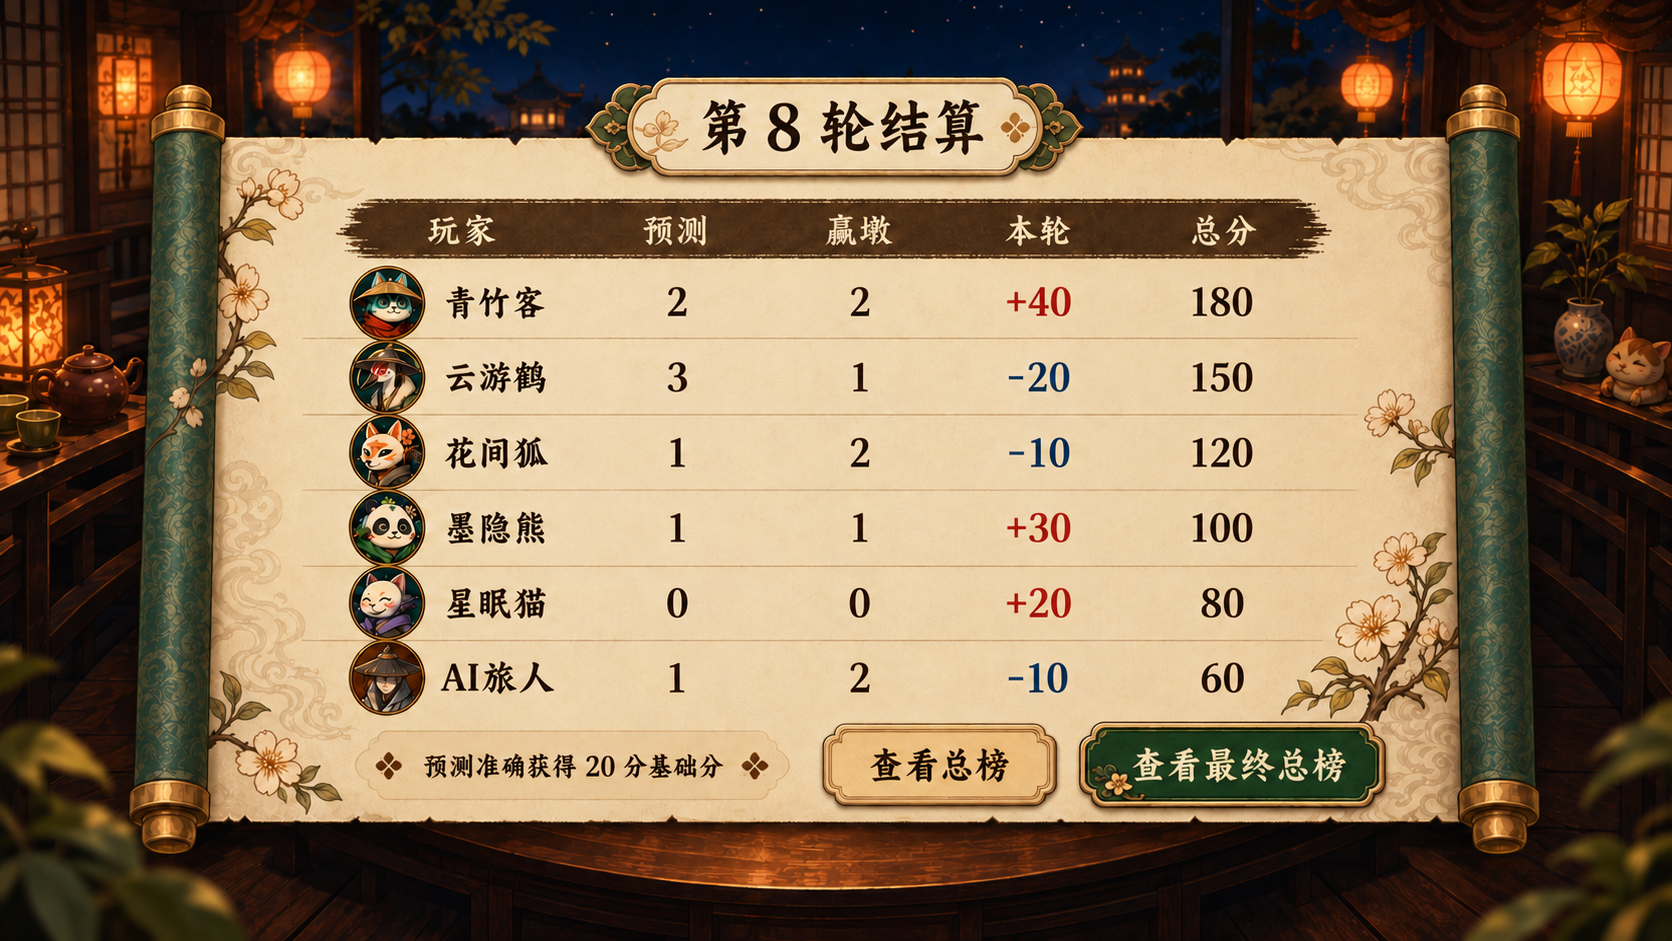 第 8 轮结算
玩家 预测 赢墩 本轮 总分
青竹客 2 2 +40 180
云游鹤 3 1 -20 150
花间狐 1 2 -10 120
墨隐熊 1 1 +30 100
星眠猫 0 0 +20 80
AI旅人 1 2 -10 60
预测准确获得 20 分基础分
查看总榜
查看最终总榜